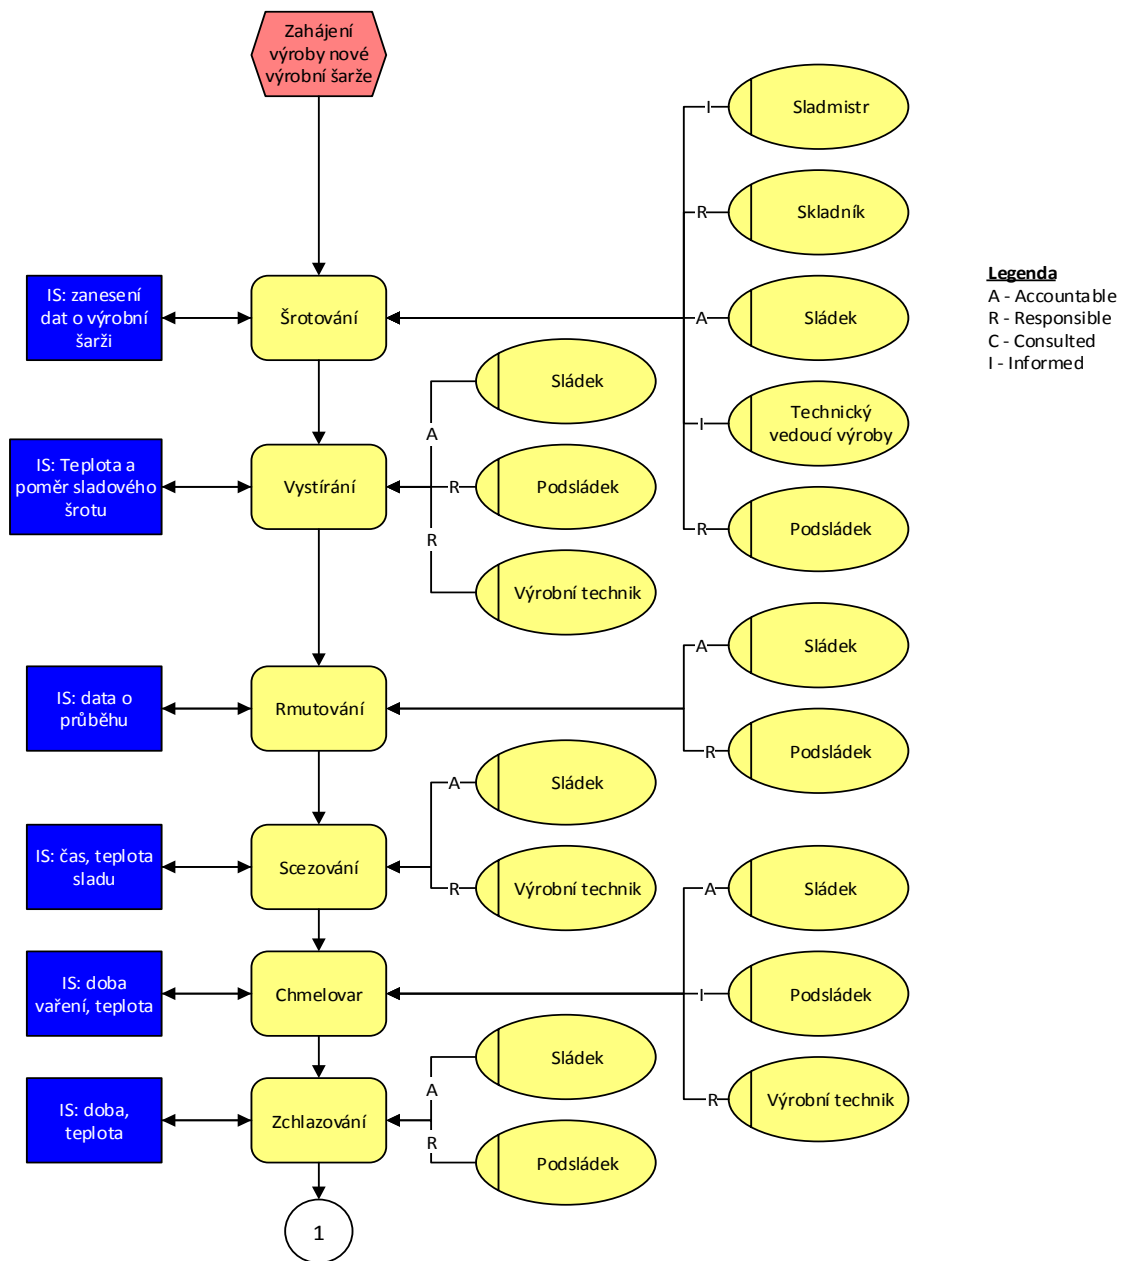 Zahájení
výroby nové
výrobní šarže
I
Sladmistr
R
Skladník
Legenda
A - Accountable
R - Responsible
C - Consulted
I - Informed
IS: zanesení
dat o výrobní
šarži
Šrotování
A
Sládek
I
Technický
vedoucí výroby
R
Podsládek
Sládek
A
IS: Teplota a
poměr sladového
šrotu
Vystírání
R
Podsládek
R
Výrobní technik
A
Sládek
IS: data o
průběhu
Rmutování
R
Podsládek
A
Sládek
IS: čas, teplota
sladu
Scezování
R
Výrobní technik
A
Sládek
IS: doba
vaření, teplota
Chmelovar
I
Podsládek
R
Výrobní technik
Sládek
A
IS: doba,
teplota
Zchlazování
R
Podsládek
1